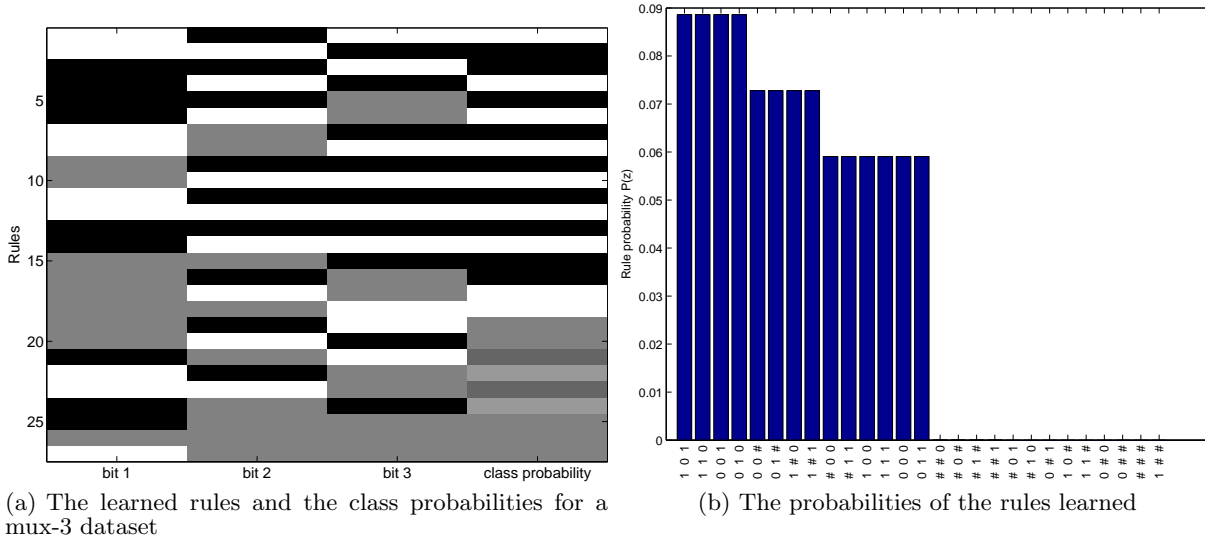 5
10
15
20
25
Rules
bit 1
bit 2
bit 3
class probability
(a) The learned rules and the class probabilities for a
mux-3 dataset
0.09
0.08
0.07
0.06
0.05
0.04
0.03
0.02
0.01
0
Rule probability P(z)
1 0 1
1 1 0
0 0 1
0 1 0
0 0 #
0 1 #
1 # 0
1 # 1
# 0 0
# 1 1
1 0 0
1 1 1
0 0 0
0 1 1
# # 0
# 0 #
# 1 #
# # 1
# 0 1
# 1 0
0 # 1
1 0 #
1 1 #
0 # 0
0 # #
# # #
1 # #
(b) The probabilities of the rules learned